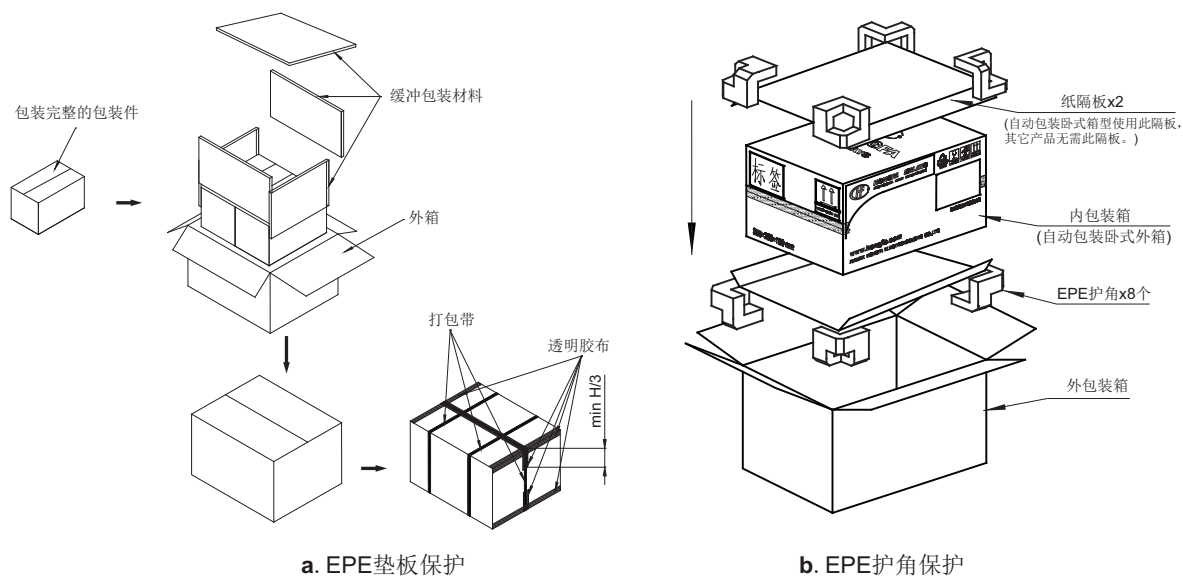 包装完整的包装件
缓冲包装材料
外箱
打包带
透明胶布
min H/3
a. EPE垫板保护
纸隔板x2
(自动包装卧式箱型使用此隔板,
其它产品无需此隔板。)
标签
内包装箱
(自动包装卧式外箱)
EPE护角x8个
外包装箱
b. EPE护角保护